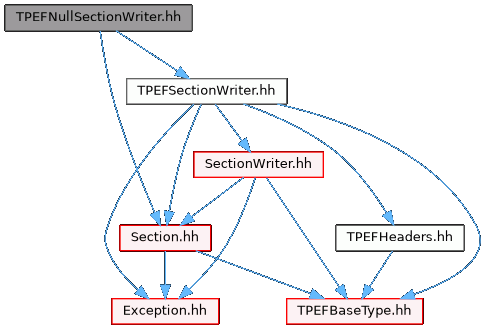 TPEFNullSectionWriter.hh
TPEFSectionWriter.hh
SectionWriter.hh
Section.hh
TPEFHeaders.hh
Exception.hh
TPEFBaseType.hh